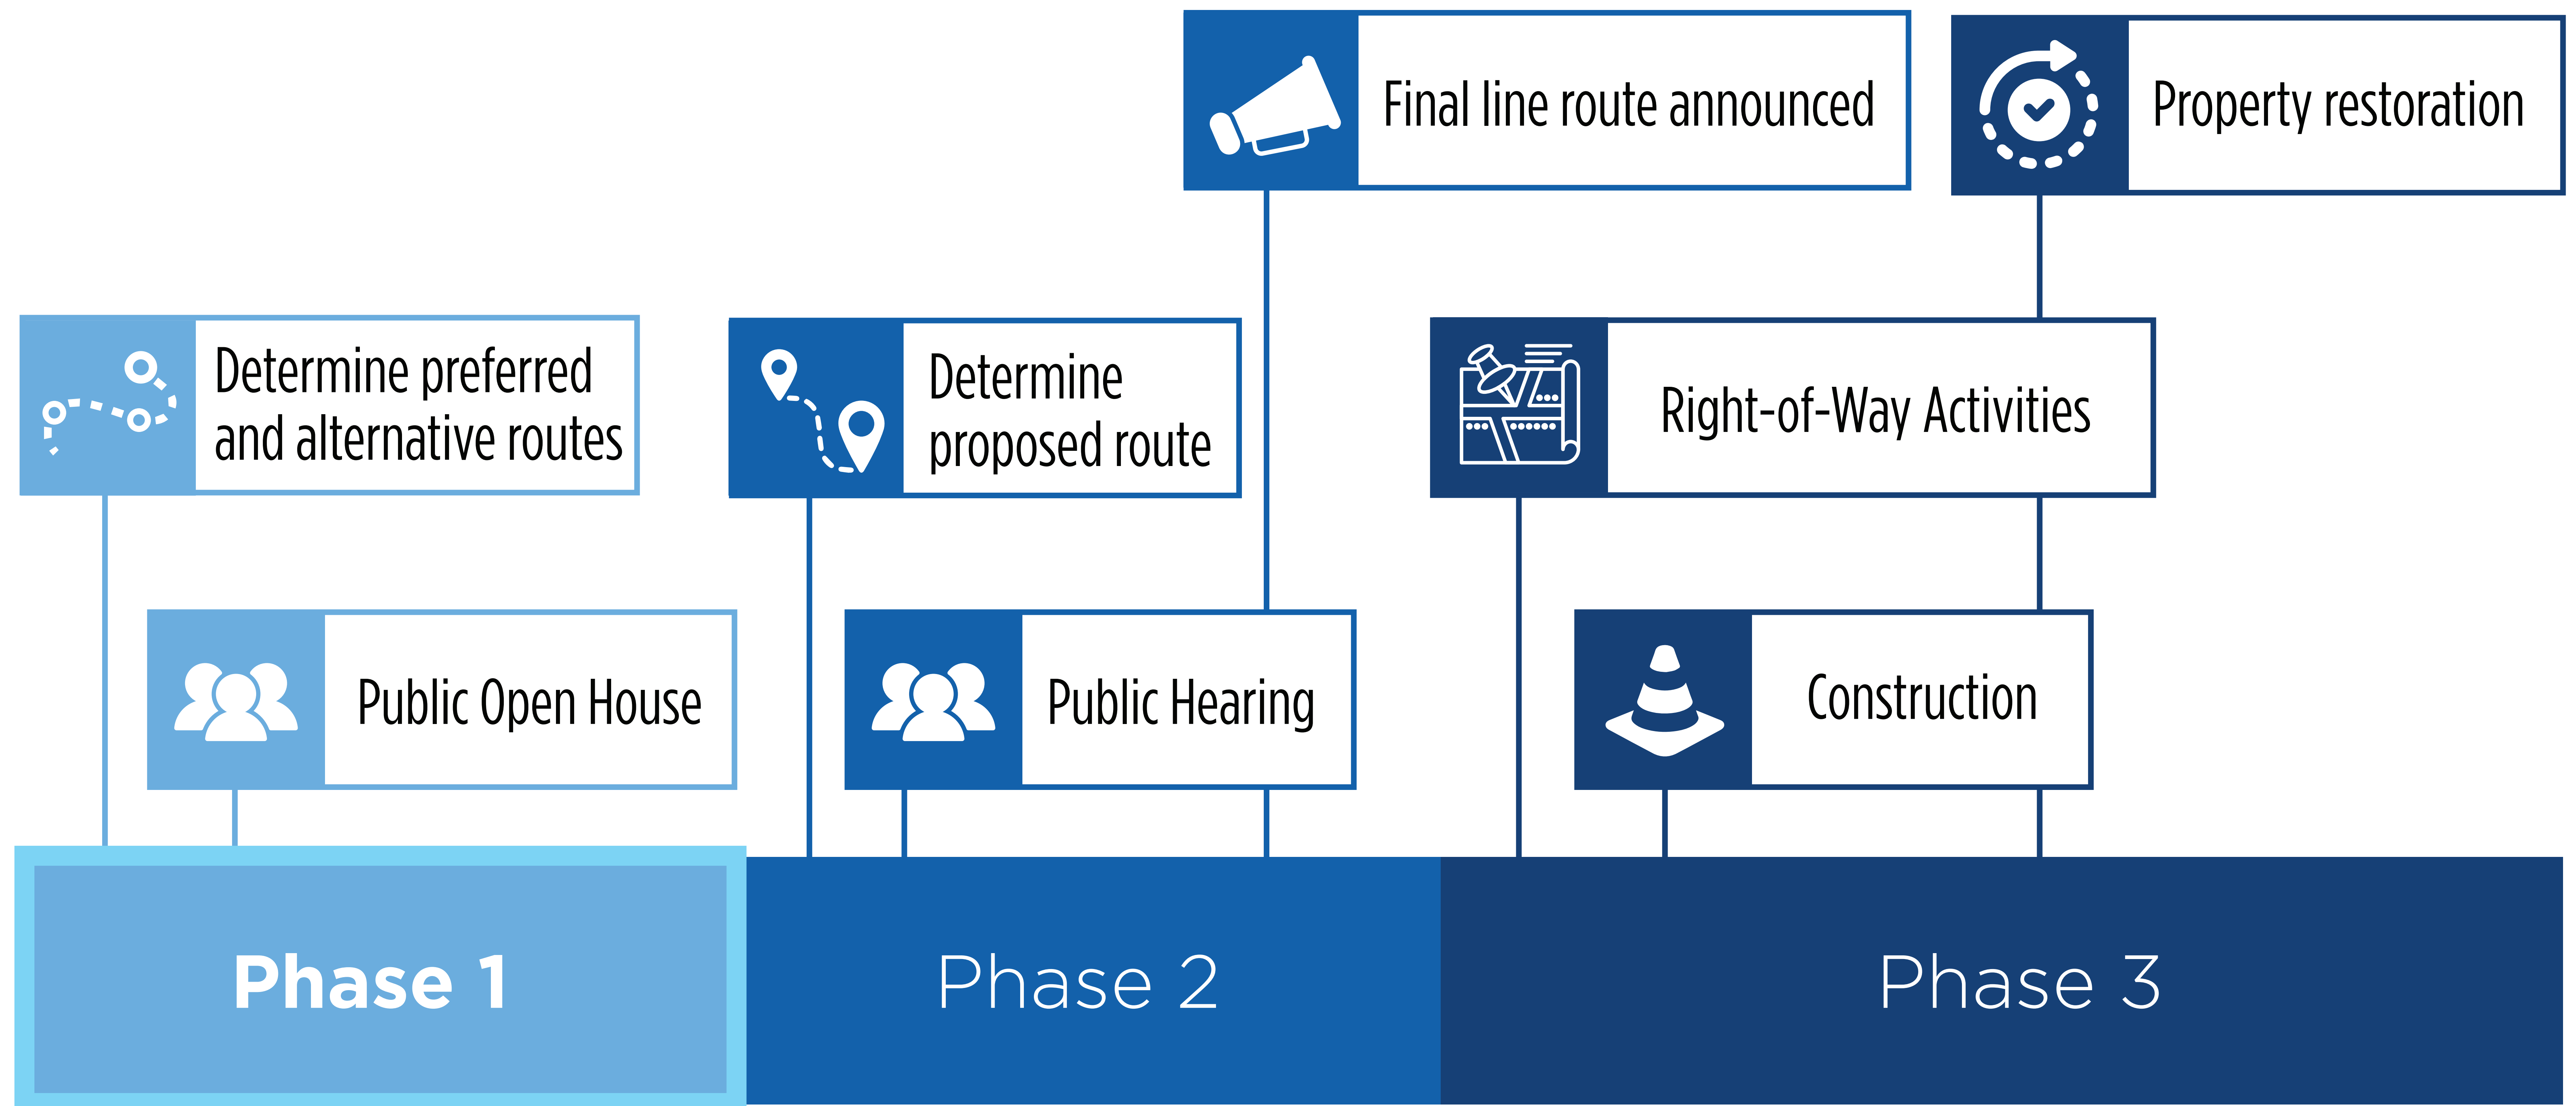 Final line route announced
Property restoration
Determine preferred
and alternative routes
Determine
proposed route
Right-of-Way Activities
Public Open House
Public Hearing
Construction
Phase 1
Phase 2
Phase 3